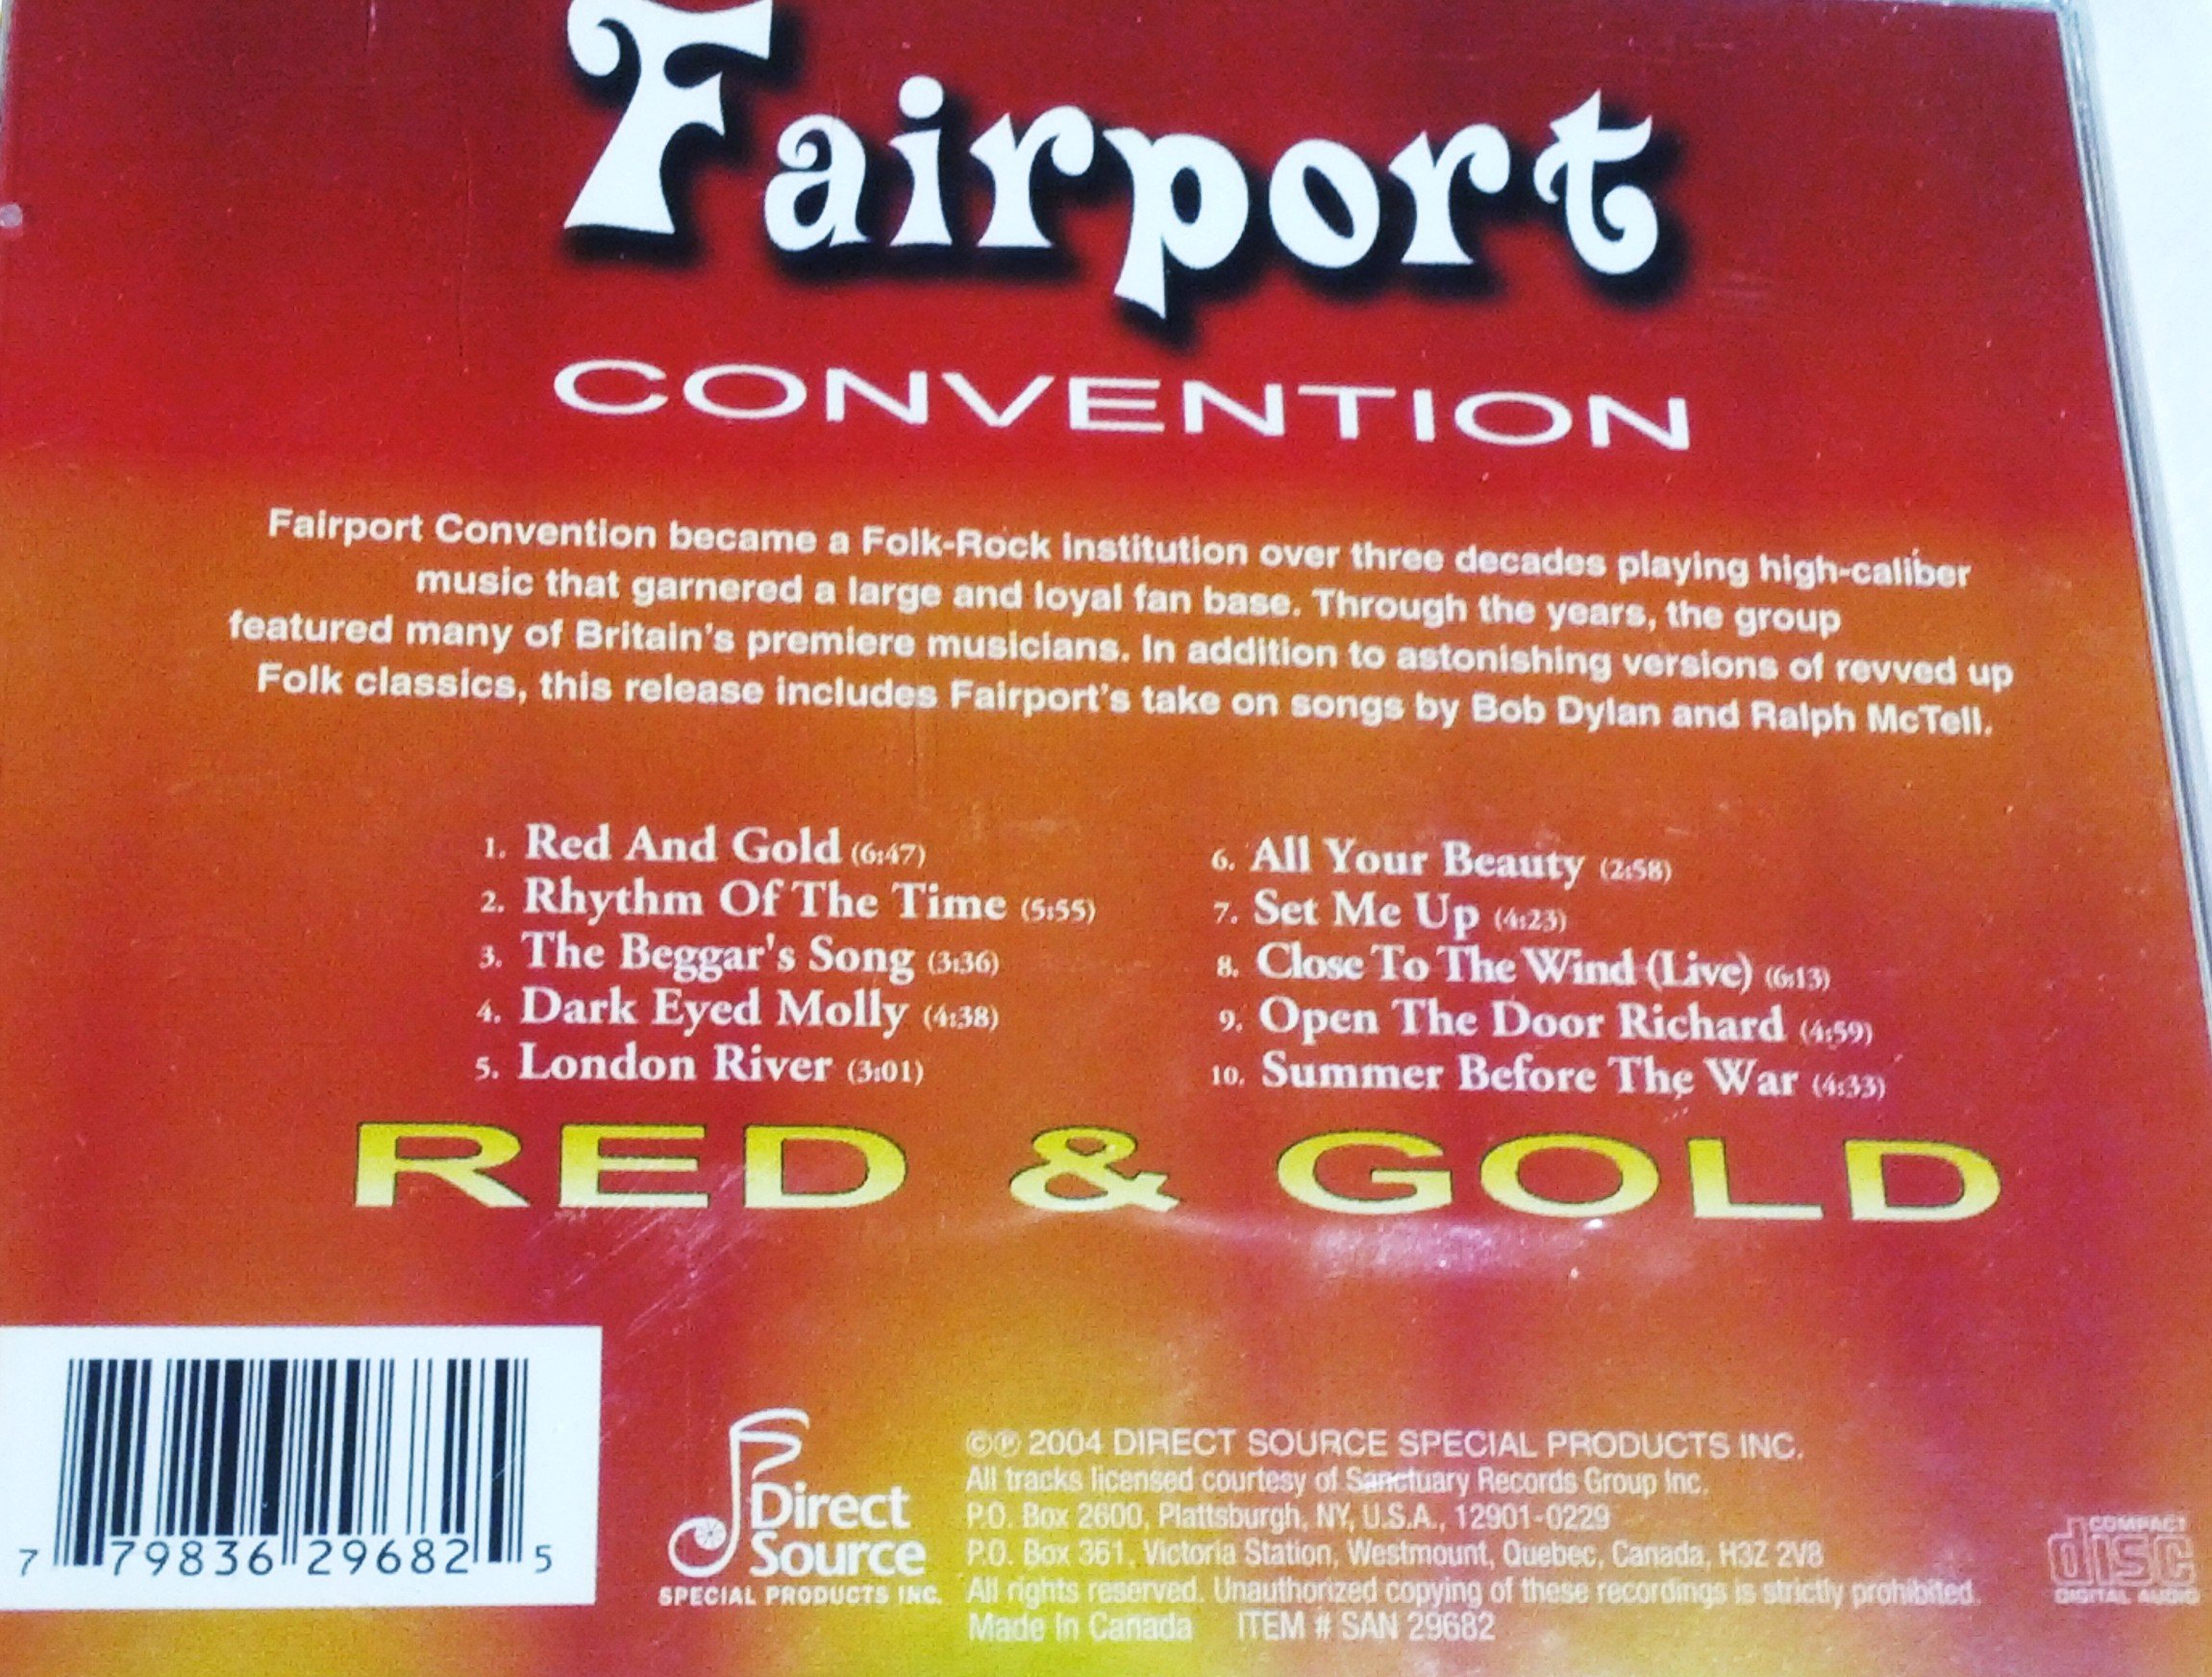 Fairport
CONVENTION
Fairport Convention became a Folk-Rock institution over three decades playing high-caliber
music that garnered a large and loyal fan base. Through the years, the group
featured many of Britain's premiere musicians. In addition to astonishing versions of revved up
Folk classics, this release includes Fairport's take on songs by Bob Dylan and Ralph McTell.
1. Red And Gold (6:47)
2. Rhythm Of The Time (5:55)
3. The Beggar's Song (3:36)
4. Dark Eyed Molly (4:38)
5. London River (3:01)
6. All Your Beauty (2:58)
7. Set Me Up (4:23)
8. Close To The Wind (Live) (6:13)
9. Open The Door Richard (4:59)
10. Summer Before The War (4:33)
RED & GOLD
7 79836 29682 5
Direct
Source
SPECIAL PRODUCTS INC.
©℗ 2004 DIRECT SOURCE SPECIAL PRODUCTS INC.
All tracks licensed courtesy of Sanctuary Records Group Inc.
P.O. Box 2600, Plattsburgh, NY, U.S.A., 12901-0229
P.O. Box 361, Victoria Station, Westmount, Quebec, Canada, H3Z 2V8
All rights reserved. Unauthorized copying of these recordings is strictly prohibited.
Made in Canada ITEM # SAN 29682
COMPACT
disc
DIGITAL AUDIO